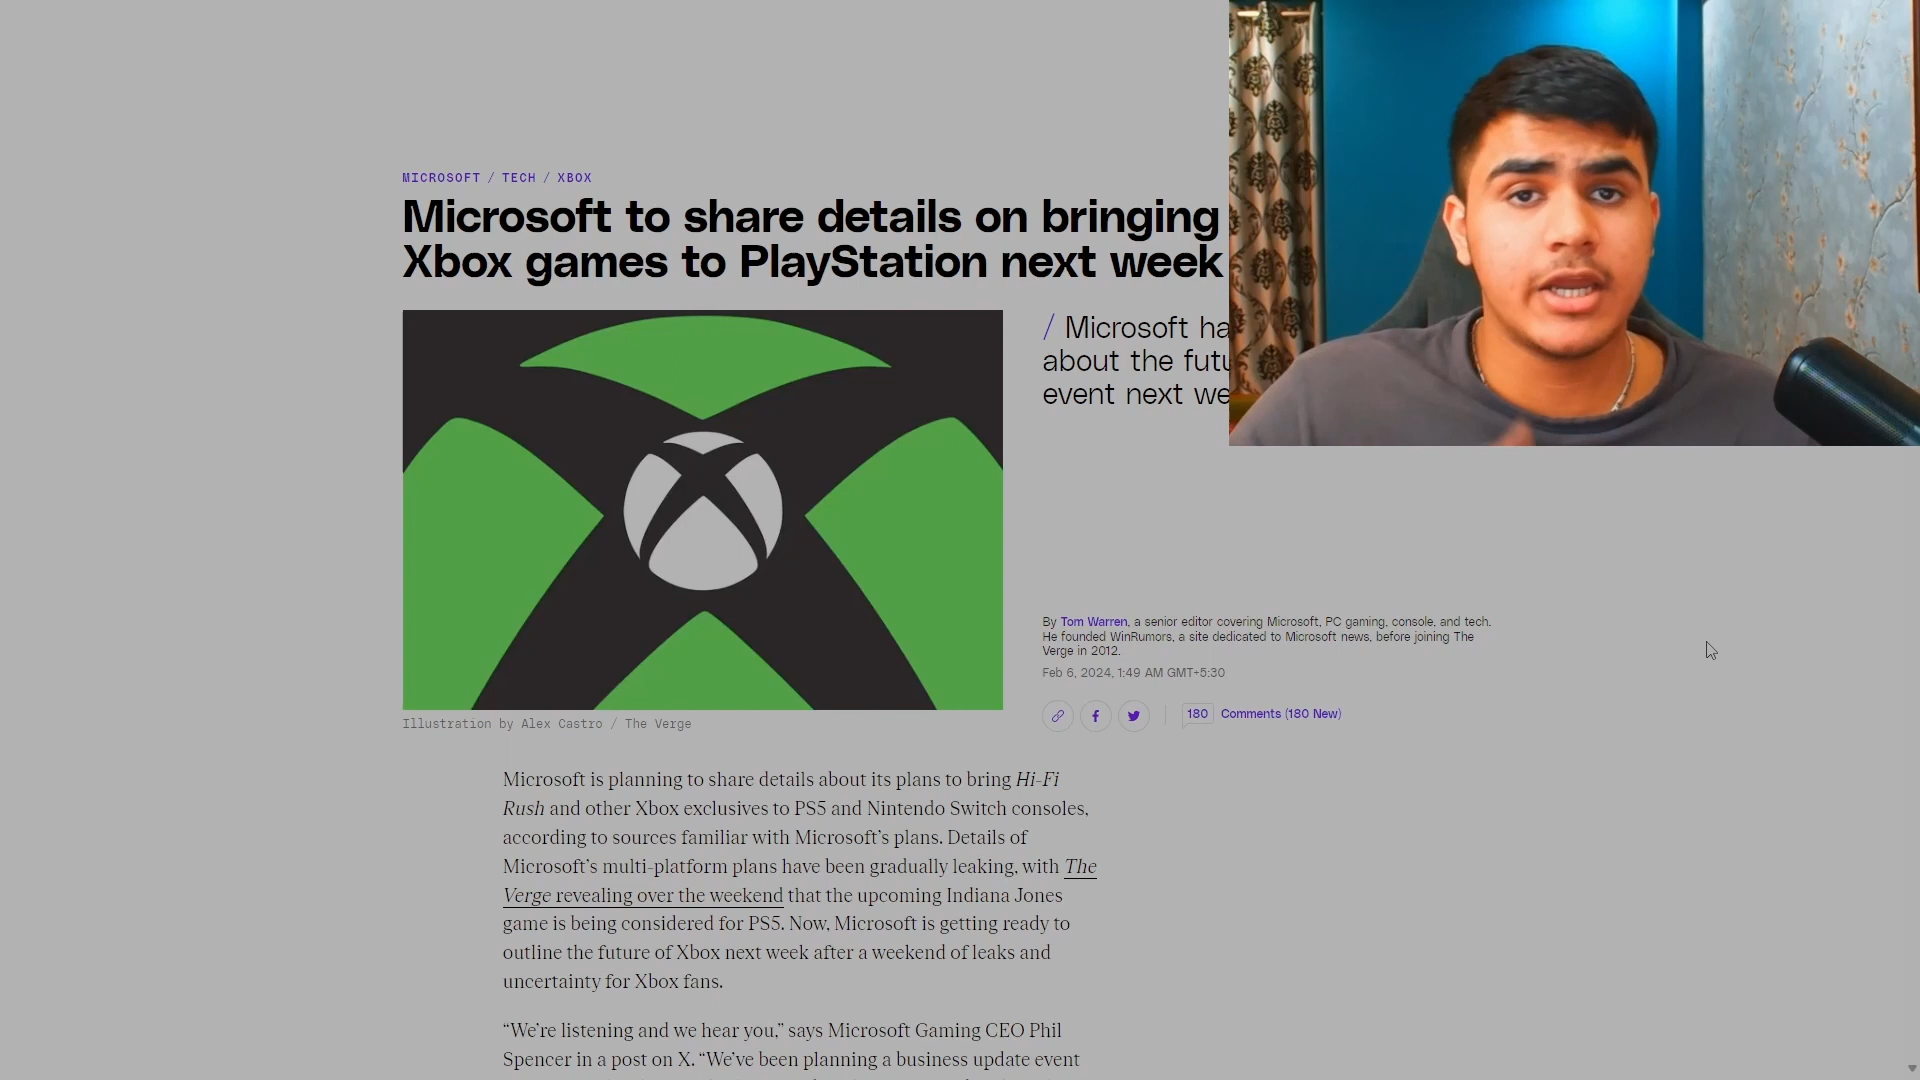 MICROSOFT / TECH / XBOX
Microsoft to share details on bringing
Xbox games to PlayStation next week
/ Microsoft ha
about the futu
event next we
By Tom Warren, a senior editor covering Microsoft, PC gaming, console, and tech.
He founded WinRumors, a site dedicated to Microsoft news, before joining The
Verge in 2012.
Feb 6, 2024, 1:49 AM GMT+5:30
180 Comments (180 New)
Illustration by Alex Castro / The Verge
Microsoft is planning to share details about its plans to bring Hi-Fi
Rush and other Xbox exclusives to PS5 and Nintendo Switch consoles,
according to sources familiar with Microsoft’s plans. Details of
Microsoft’s multi-platform plans have been gradually leaking, with The
Verge revealing over the weekend that the upcoming Indiana Jones
game is being considered for PS5. Now, Microsoft is getting ready to
outline the future of Xbox next week after a weekend of leaks and
uncertainty for Xbox fans.
“We’re listening and we hear you,” says Microsoft Gaming CEO Phil
Spencer in a post on X. “We’ve been planning a business update event